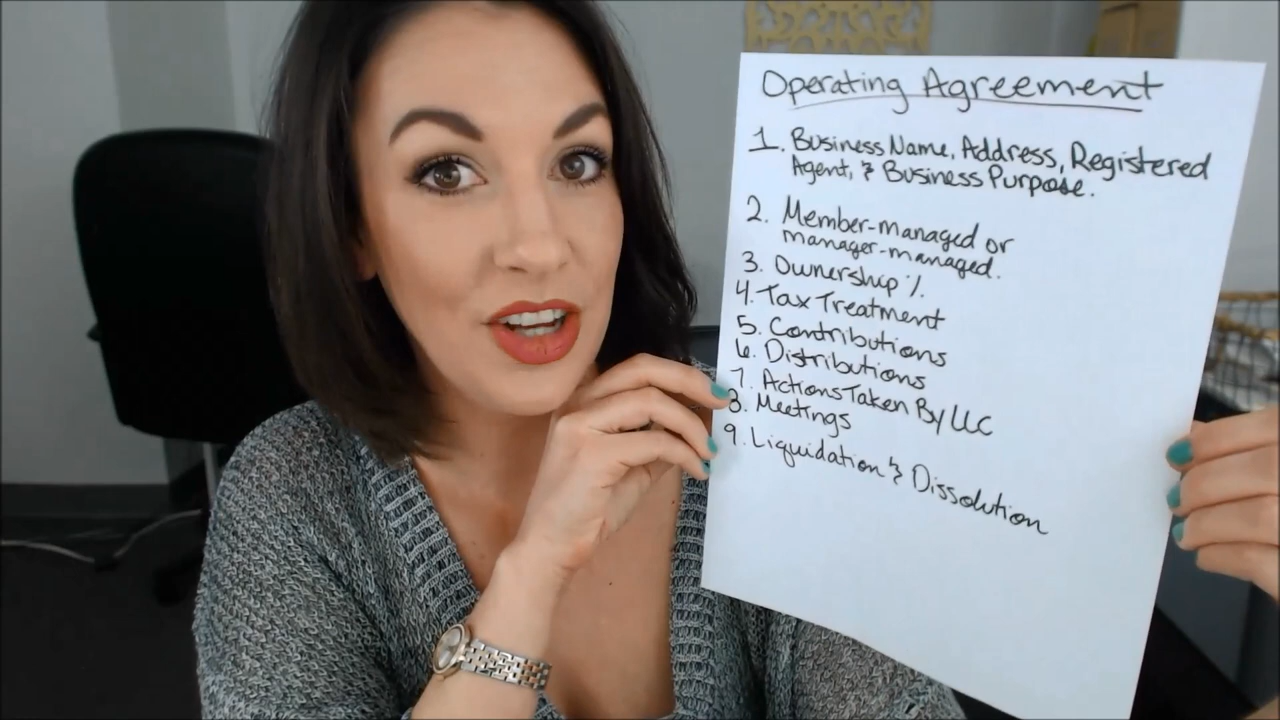 Operating Agreement
1. Business Name, Address, Registered
Agent, & Business Purpose.
2. Member-managed or
manager-managed.
3. Ownership %.
4. Tax Treatment
5. Contributions
6. Distributions
7. Actions Taken By LLC
8. Meetings
9. Liquidation & Dissolution